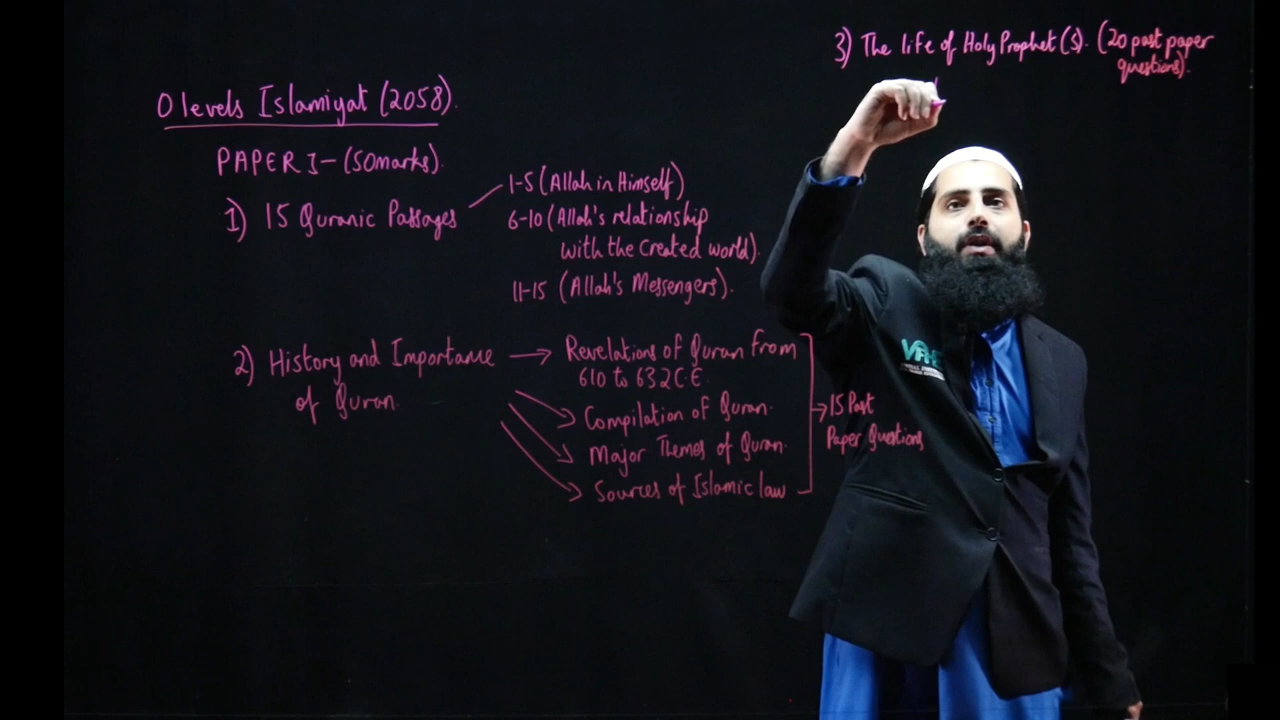 O levels Islamiyat (2058).
PAPER I - (50marks).
1) 15 Quranic Passages
1-5 (Allah in Himself)
6-10 (Allah's relationship
with the created world).
11-15 (Allah's Messengers).
2) History and Importance
of Quran.
Revelations of Quran from
610 to 632 C.E.
Compilation of Quran.
Major Themes of Quran.
Sources of Islamic law
15 Past
Paper Questions
3) The life of Holy Prophet (S). (20 past paper
questions).